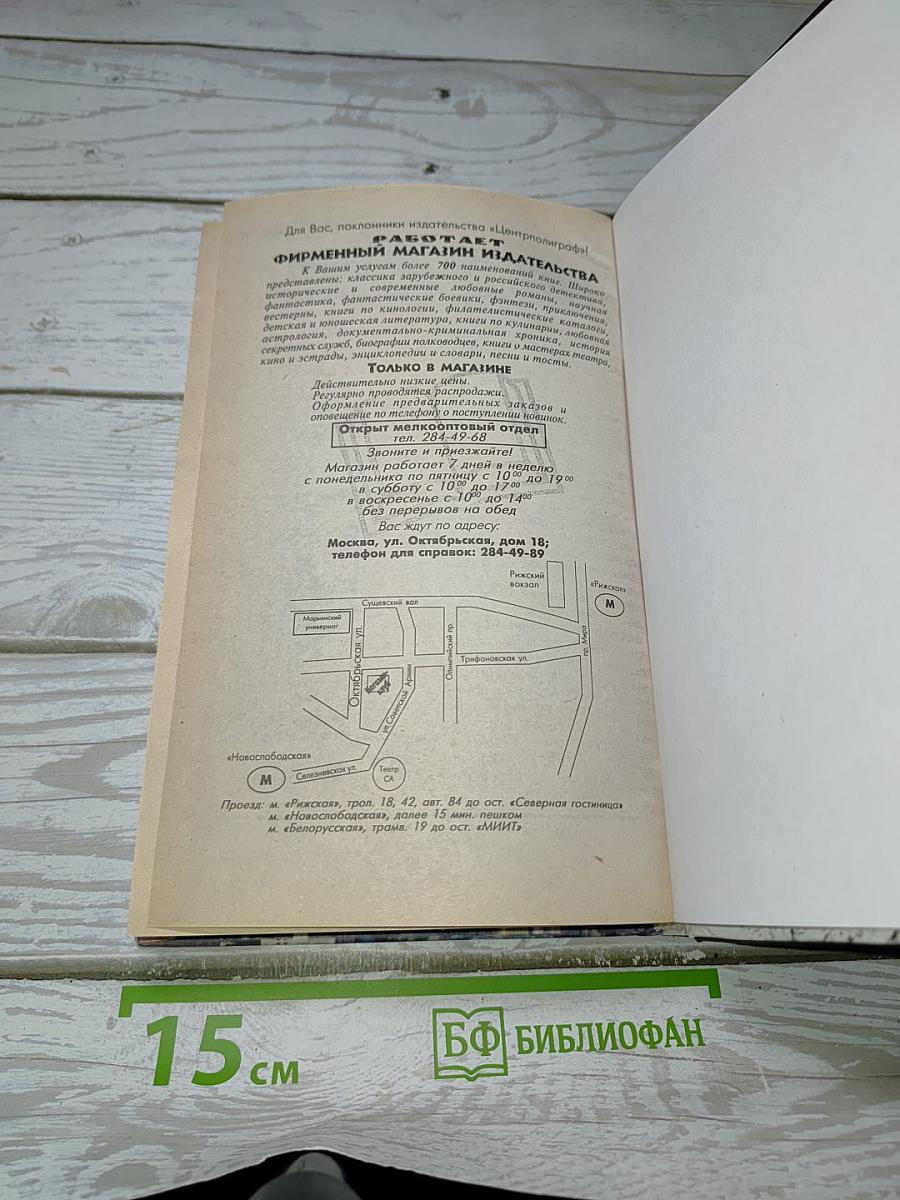 Для Вас, поклонники издательства «Центрполиграф»!
РАБОТАЕТ
ФИРМЕННЫЙ МАГАЗИН ИЗДАТЕЛЬСТВА
К Вашим услугам более 700 наименований книг. Широко
представлены: классика зарубежного и российского детектива,
исторические и современные любовные романы, научная
фантастика, фантастические боевики, фэнтези, приключения,
вестерны, книги по кинологии, филателистические каталоги,
детская и юношеская литература, книги по кулинарии, любовная
астрология, документально-криминальная хроника, история
секретных служб, биографии полководцев, книги о мастерах театра,
кино и эстрады, энциклопедии и словари, песни и тосты.
ТОЛЬКО В МАГАЗИНЕ
Действительно низкие цены.
Регулярно проводятся распродажи.
Оформление предварительных заказов и
оповещение по телефону о поступлении новинок.
Открыт мелкооптовый отдел
тел. 284-49-68
Звоните и приезжайте!
Магазин работает 7 дней в неделю
с понедельника по пятницу с 10⁰⁰ до 19⁰⁰
в субботу с 10⁰⁰ до 17⁰⁰
в воскресенье с 10⁰⁰ до 14⁰⁰
без перерывов на обед
Вас ждут по адресу:
Москва, ул. Октябрьская, дом 18;
телефон для справок: 284-49-89
Рижский
вокзал
«Рижская»
М
Сущевский вал
Марьинский
универмаг
Октябрьская ул.
Олимпийский пр.
пр. Мира
Трифоновская ул.
ул.Советской Армии
«Новослободская»
М
Селезневская ул.
Театр
СА
Проезд: м. «Рижская», трол. 18, 42, авт. 84 до ост. «Северная гостиница»
м. «Новослободская», далее 15 мин. пешком
м. «Белорусская», трамв. 19 до ост. «МИИТ»
15 см
БФ БИБЛИОФАН